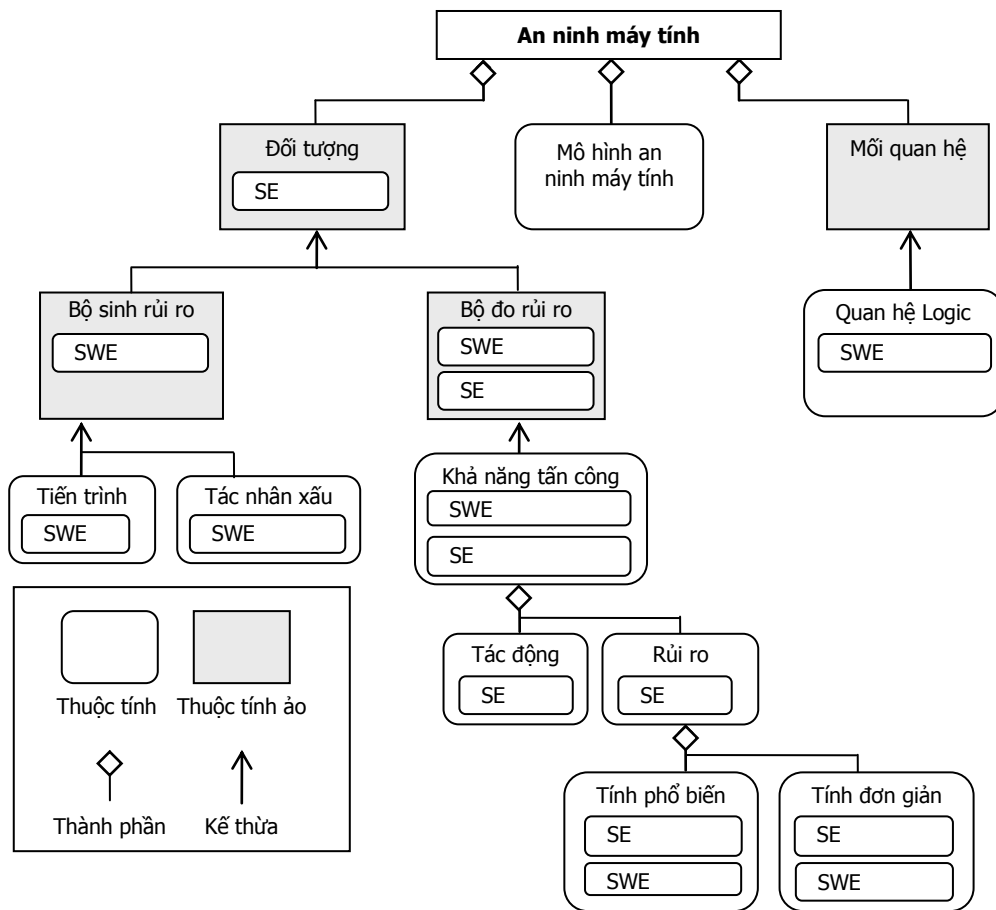 An ninh máy tính
Đối tượng
SE
Mô hình an
ninh máy tính
Mối quan hệ
Bộ sinh rủi ro
SWE
Bộ đo rủi ro
SWE
SE
Quan hệ Logic
SWE
Tiến trình
SWE
Tác nhân xấu
SWE
Khả năng tấn công
SWE
SE
Tác động
SE
Rủi ro
SE
Tính phổ biến
SE
SWE
Tính đơn giản
SE
SWE
Thuộc tính
Thuộc tính ảo
Thành phần
Kế thừa